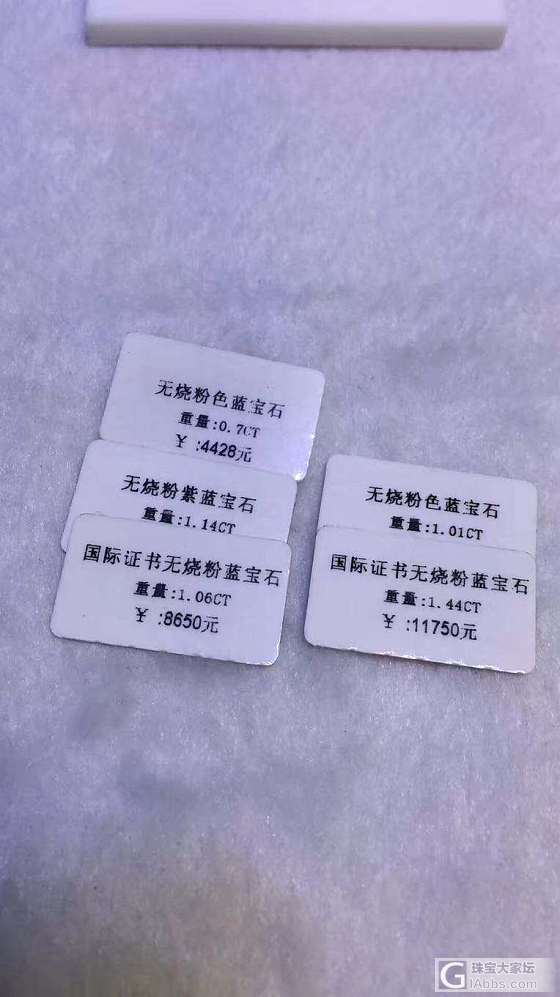 无烧粉色蓝宝石
重量:0.7CT
￥:4428元
无烧粉紫蓝宝石
重量:1.14CT
国际证书无烧粉蓝宝石
重量:1.06CT
￥:8650元
无烧粉色蓝宝石
重量:1.01CT
国际证书无烧粉蓝宝石
重量:1.44CT
￥:11750元
G 珠宝大家坛
GIAbbs.com